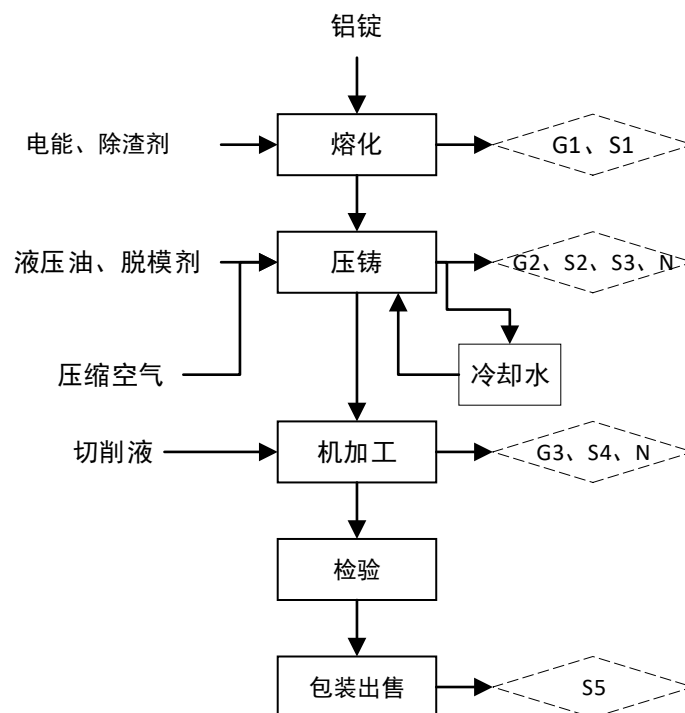 铝锭
电能、除渣剂
熔化
G1、S1
液压油、脱模剂
压铸
G2、S2、S3、N
压缩空气
冷却水
切削液
机加工
G3、S4、N
检验
包装出售
S5